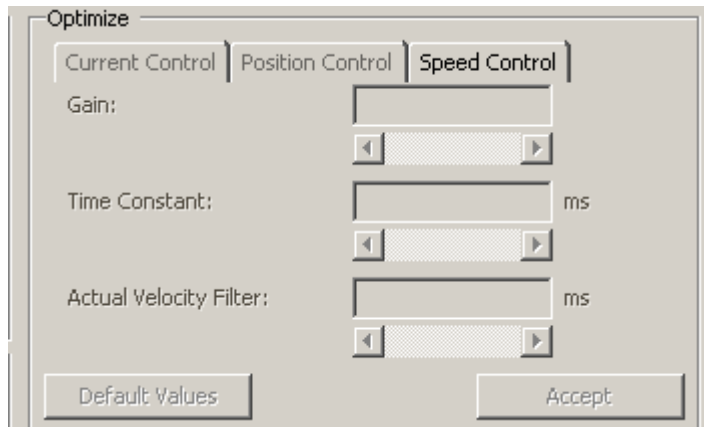 Optimize
Current Control Position Control Speed Control
Gain:
Time Constant: ms
Actual Velocity Filter: ms
Default Values Accept